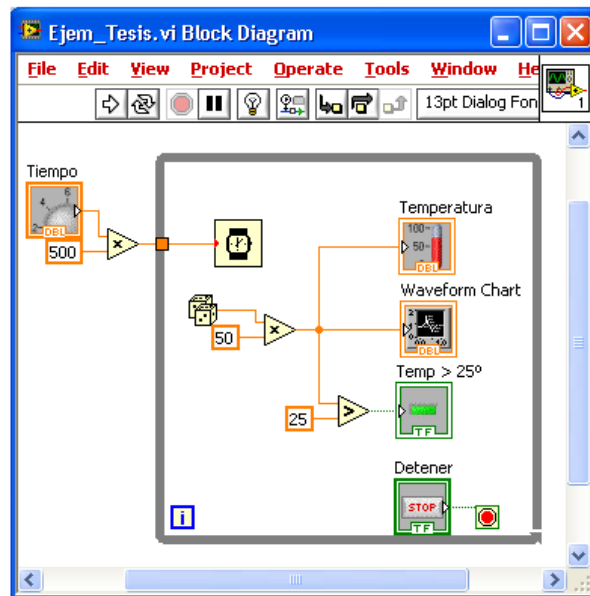 Ejem_Tesis.vi Block Diagram
File Edit View Project Operate Tools Window He
13pt Dialog Fon
1
Tiempo
2 4 6
DBL
500
Temperatura
100
50
DBL
50
Waveform Chart
DBL
Temp > 25º
25
TF
Detener
STOP
TF
i